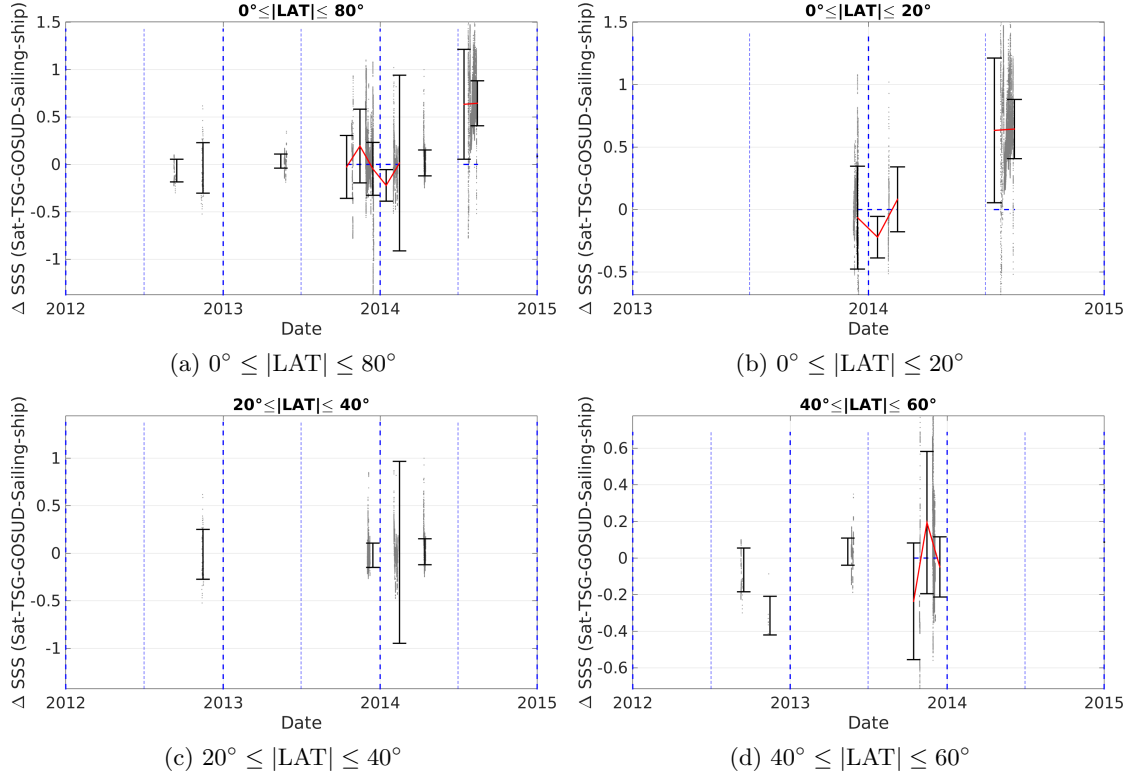 0°≤|LAT|≤ 80°
Δ SSS (Sat-TSG-GOSUD-Sailing-ship)
1.5
1
0.5
0
-0.5
-1
2012 2013 2014 2015
Date
(a) 0° ≤ |LAT| ≤ 80°
0°≤|LAT|≤ 20°
Δ SSS (Sat-TSG-GOSUD-Sailing-ship)
1.5
1
0.5
0
-0.5
2013 2014 2015
Date
(b) 0° ≤ |LAT| ≤ 20°
20°≤|LAT|≤ 40°
Δ SSS (Sat-TSG-GOSUD-Sailing-ship)
1
0.5
0
-0.5
-1
2012 2013 2014 2015
Date
(c) 20° ≤ |LAT| ≤ 40°
40°≤|LAT|≤ 60°
Δ SSS (Sat-TSG-GOSUD-Sailing-ship)
0.6
0.4
0.2
0
-0.2
-0.4
-0.6
2012 2013 2014 2015
Date
(d) 40° ≤ |LAT| ≤ 60°